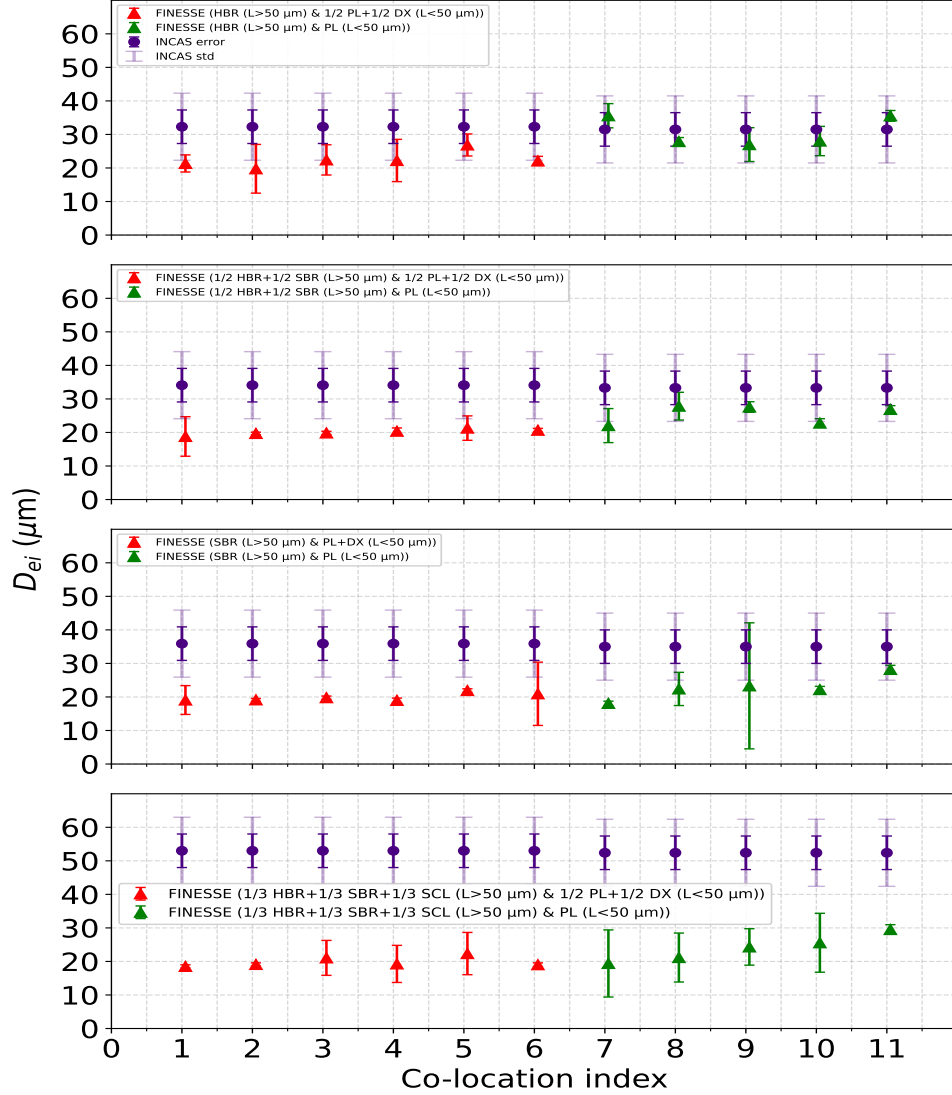 FINESSE (HBR (L>50 μm) & 1/2 PL+1/2 DX (L<50 μm))
FINESSE (HBR (L>50 μm) & PL (L<50 μm))
INCAS error
INCAS std
60
50
40
30
20
10
0
FINESSE (1/2 HBR+1/2 SBR (L>50 μm) & 1/2 PL+1/2 DX (L<50 μm))
FINESSE (1/2 HBR+1/2 SBR (L>50 μm) & PL (L<50 μm))
60
50
40
30
20
10
0
FINESSE (SBR (L>50 μm) & PL+DX (L<50 μm))
FINESSE (SBR (L>50 μm) & PL (L<50 μm))
60
50
40
30
20
10
0
FINESSE (1/3 HBR+1/3 SBR+1/3 SCL (L>50 μm) & 1/2 PL+1/2 DX (L<50 μm))
FINESSE (1/3 HBR+1/3 SBR+1/3 SCL (L>50 μm) & PL (L<50 μm))
60
50
40
30
20
10
0
0 1 2 3 4 5 6 7 8 9 10 11
Co-location index
D_ei (μm)